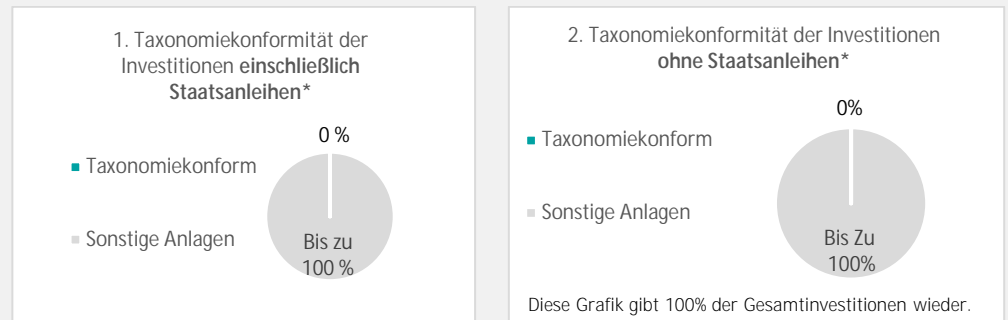 1. Taxonomiekonformität der
Investitionen einschließlich
Staatsanleihen*
0 %
Taxonomiekonform
Sonstige Anlagen
Bis zu
100 %
2. Taxonomiekonformität der Investitionen
ohne Staatsanleihen*
0%
Taxonomiekonform
Sonstige Anlagen
Bis Zu
100%
Diese Grafik gibt 100% der Gesamtinvestitionen wieder.